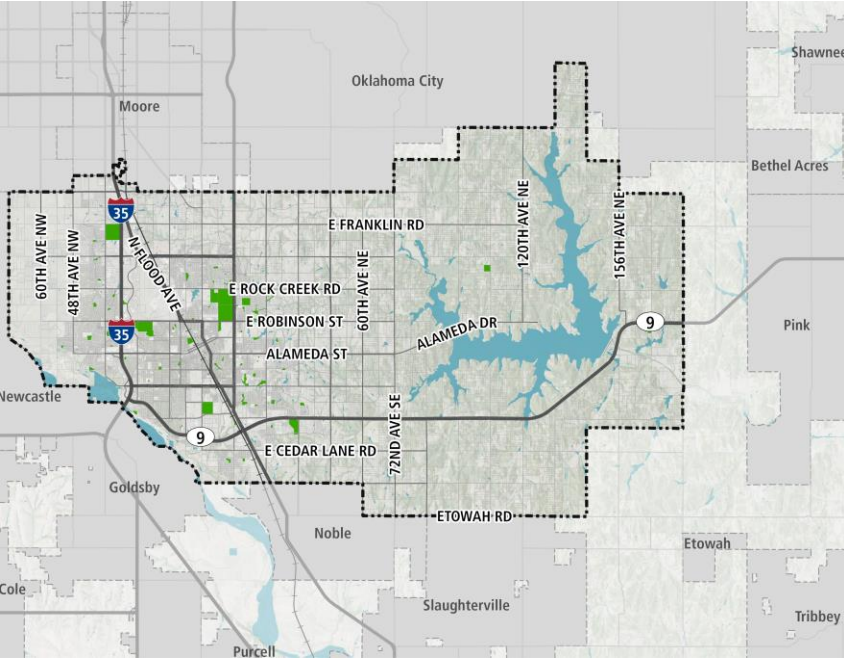 Shawnee
Oklahoma City
Moore
Bethel Acres
35
E FRANKLIN RD
120TH AVE NE
156TH AVE NE
60TH AVE NW
48TH AVE NW
N FLOOD AVE
60TH AVE NE
E ROCK CREEK RD
E ROBINSON ST
35
ALAMEDA DR
9
Pink
ALAMEDA ST
Newcastle
72ND AVE SE
9
E CEDAR LANE RD
Goldsby
ETOWAH RD
Noble
Etowah
Cole
Slaughterville
Tribbey
Purcell